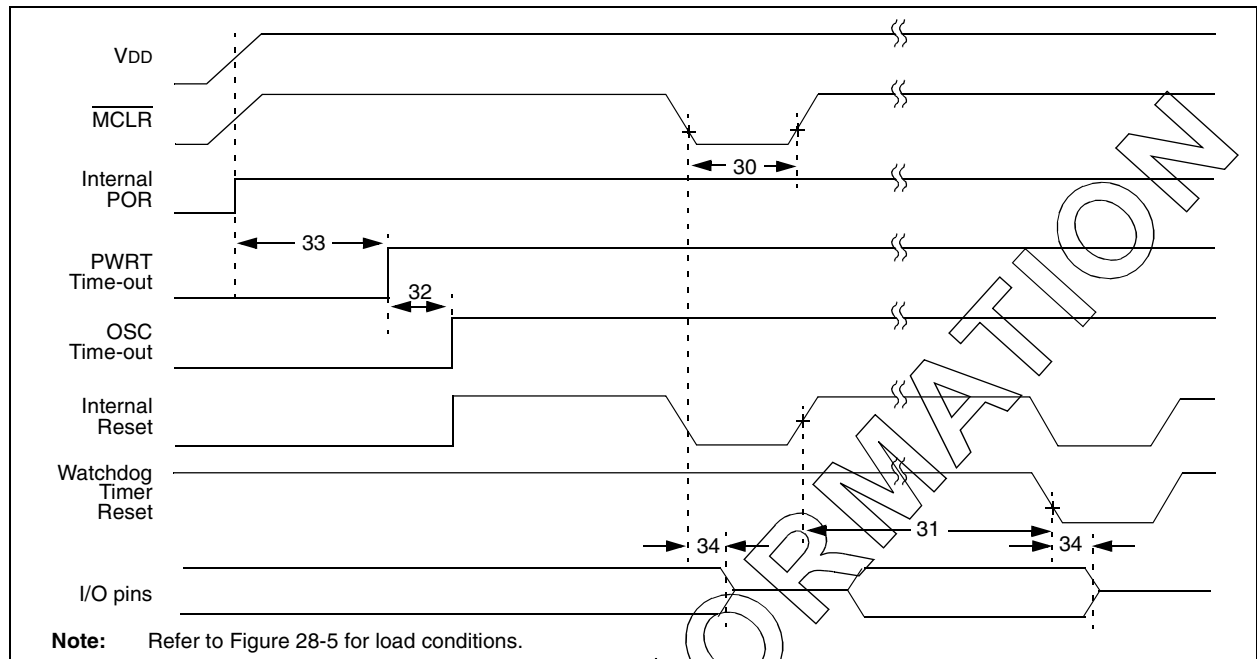 VDD
MCLR
Internal
POR
30
33
PWRT
Time-out
32
OSC
Time-out
Internal
Reset
Watchdog
Timer
Reset
31
34
34
I/O pins
Note: Refer to Figure 28-5 for load conditions.
ORMATION